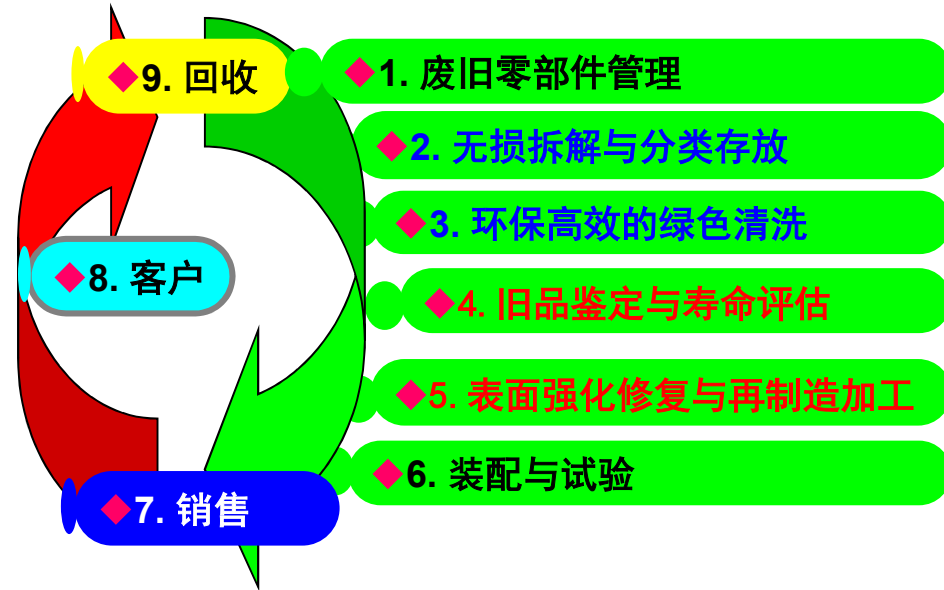 ◆9. 回收
◆1. 废旧零部件管理
◆2. 无损拆解与分类存放
◆3. 环保高效的绿色清洗
◆8. 客户
◆4. 旧品鉴定与寿命评估
◆5. 表面强化修复与再制造加工
◆6. 装配与试验
◆7. 销售